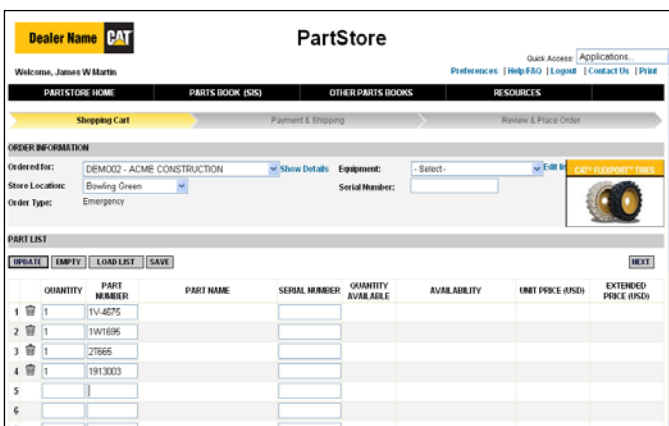 Dealer Name CAT
PartStore
Quick Access: Applications...
Welcome, James W Martin
Preferences | Help/FAQ | Logout | Contact Us | Print
PARTSTORE HOME PARTS BOOK (SIS) OTHER PARTS BOOKS RESOURCES
Shopping Cart Payment & Shipping Review & Place Order
ORDER INFORMATION
Ordered for: DEMO02 - ACME CONSTRUCTION Show Details Equipment: - Select - Edit lis
CAT® FLEXPORT™ TIRES
Store Location: Bowling Green Serial Number:
Order Type: Emergency
PART LIST
UPDATE EMPTY LOAD LIST SAVE NEXT
QUANTITY PART NUMBER PART NAME SERIAL NUMBER QUANTITY AVAILABLE AVAILABILITY UNIT PRICE (USD) EXTENDED PRICE (USD)
1 1 1V-4675
2 1 1W1695
3 1 2T665
4 1 1913003
5
6